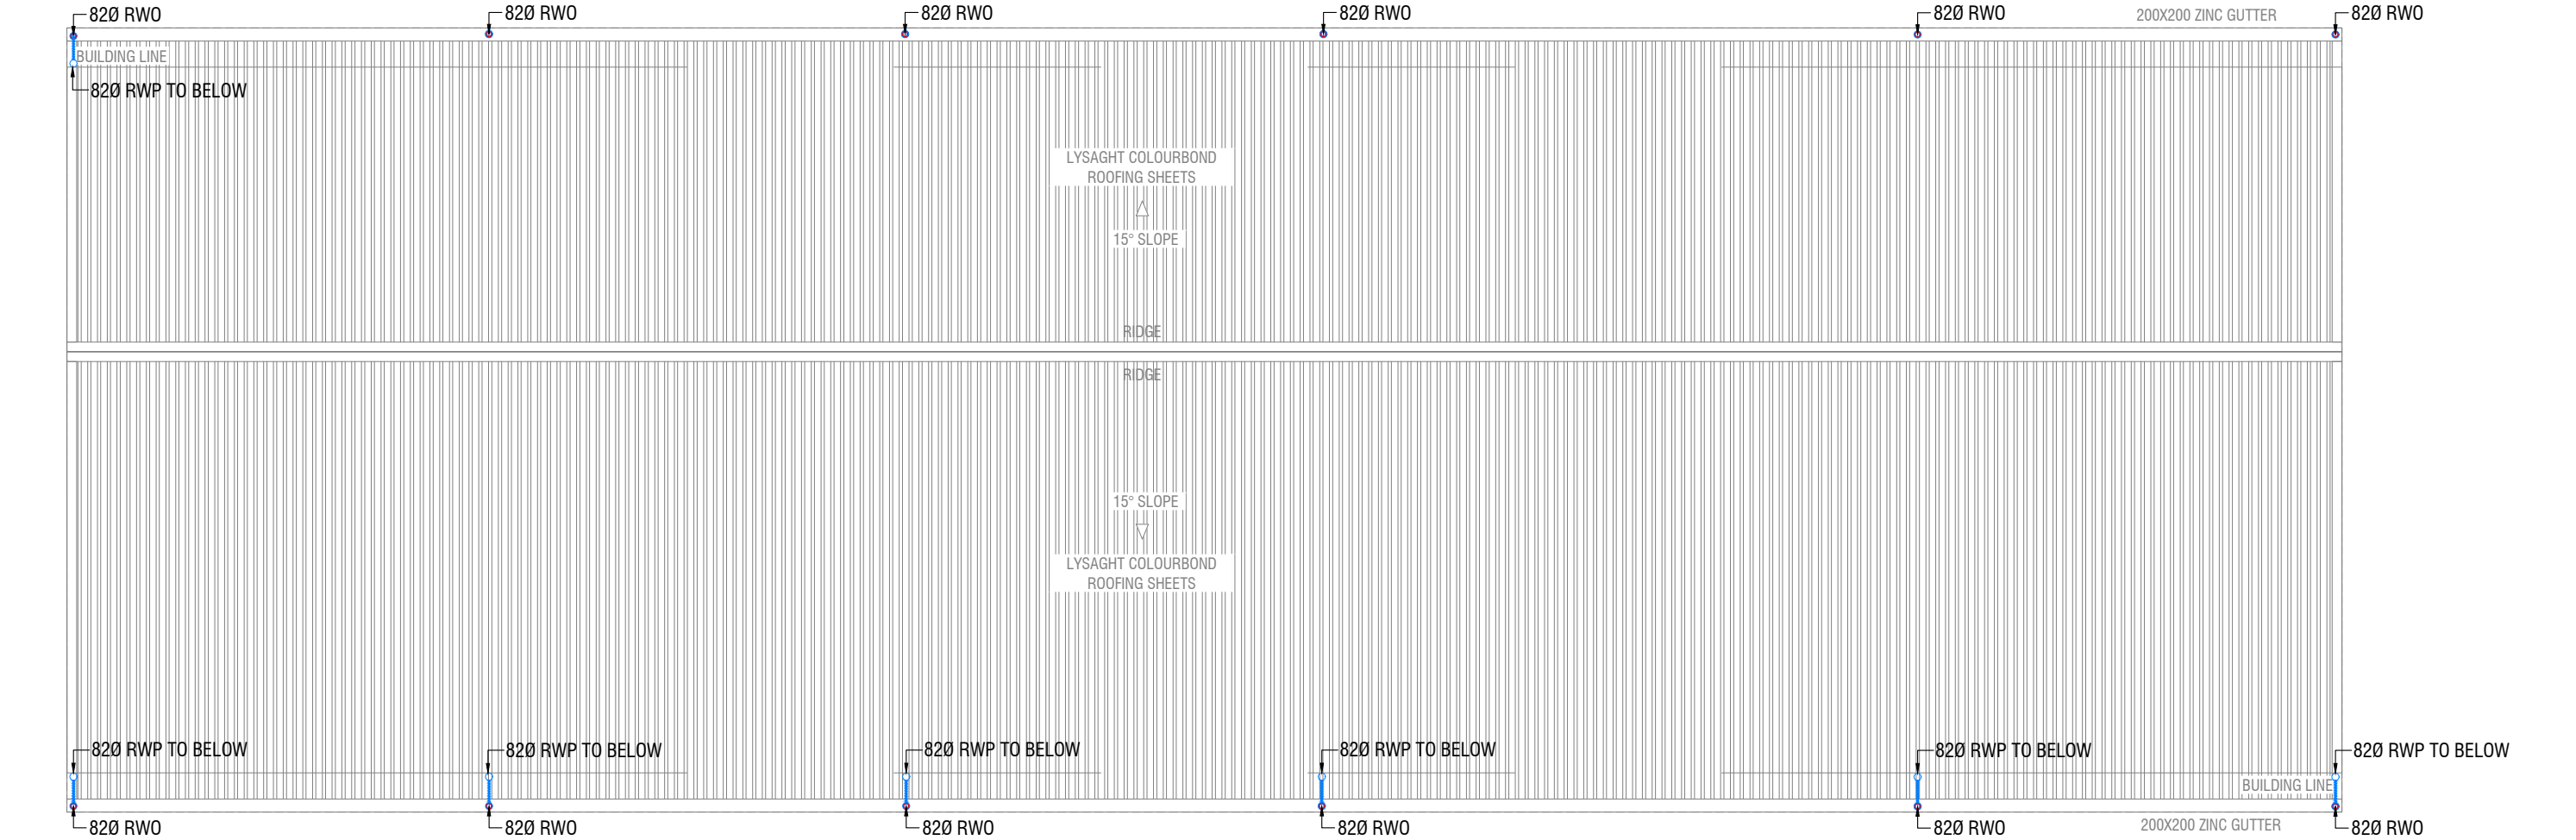 82Ø RWO
82Ø RWO
82Ø RWO
82Ø RWO
82Ø RWO
200X200 ZINC GUTTER
82Ø RWO
BUILDING LINE
82Ø RWP TO BELOW
LYSAGHT COLOURBOND
ROOFING SHEETS
15° SLOPE
RIDGE
RIDGE
15° SLOPE
LYSAGHT COLOURBOND
ROOFING SHEETS
82Ø RWP TO BELOW
82Ø RWP TO BELOW
82Ø RWP TO BELOW
82Ø RWP TO BELOW
82Ø RWP TO BELOW
82Ø RWP TO BELOW
BUILDING LINE
82Ø RWO
82Ø RWO
82Ø RWO
82Ø RWO
82Ø RWO
200X200 ZINC GUTTER
82Ø RWO